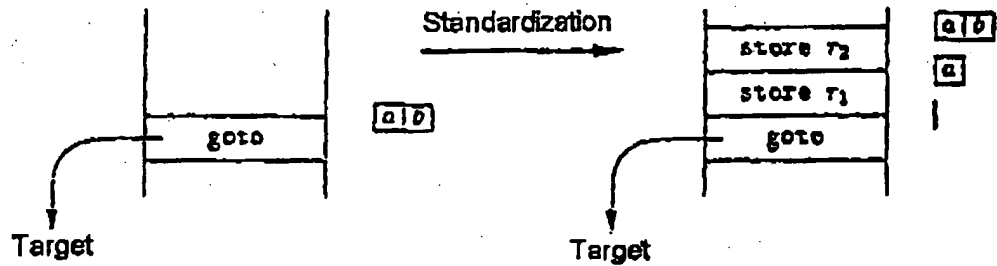 Standardization
a b
store r2
a
store r1
a b
goto
goto
Target
Target